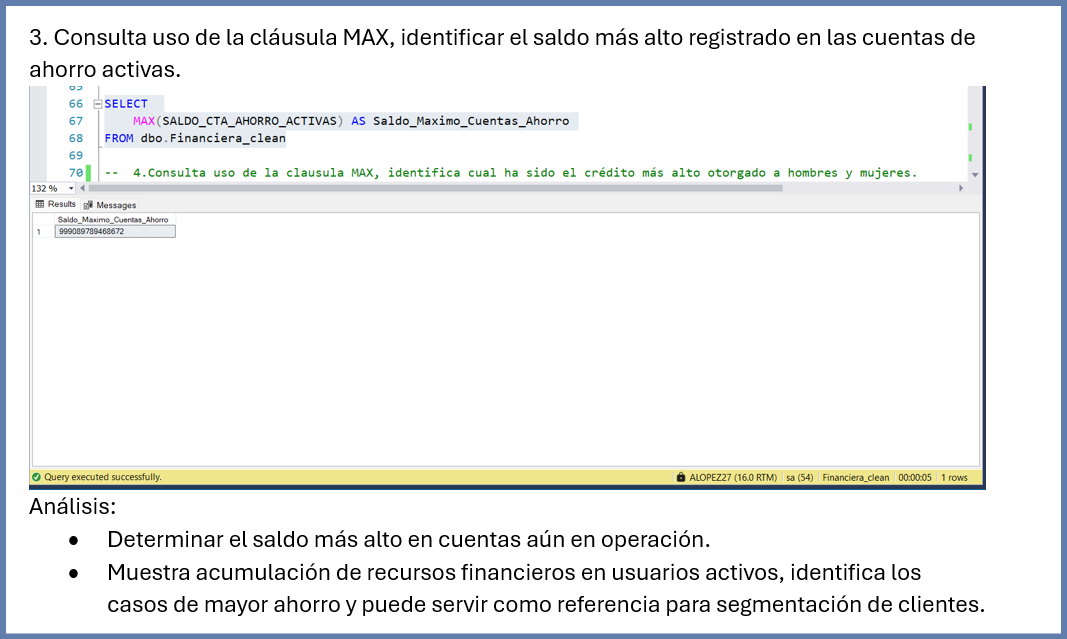 3. Consulta uso de la cláusula MAX, identificar el saldo más alto registrado en las cuentas de
ahorro activas.
65
66 SELECT
67 MAX(SALDO_CTA_AHORRO_ACTIVAS) AS Saldo_Maximo_Cuentas_Ahorro
68 FROM dbo.Financiera_clean
69
70 -- 4.Consulta uso de la clausula MAX, identifica cual ha sido el crédito más alto otorgado a hombres y mujeres.
132 %
Results Messages
Saldo_Maximo_Cuentas_Ahorro
1 999089789468672
Query executed successfully. ALOPEZ27 (16.0 RTM) sa (54) Financiera_clean 00:00:05 1 rows
Análisis:
• Determinar el saldo más alto en cuentas aún en operación.
• Muestra acumulación de recursos financieros en usuarios activos, identifica los
casos de mayor ahorro y puede servir como referencia para segmentación de clientes.